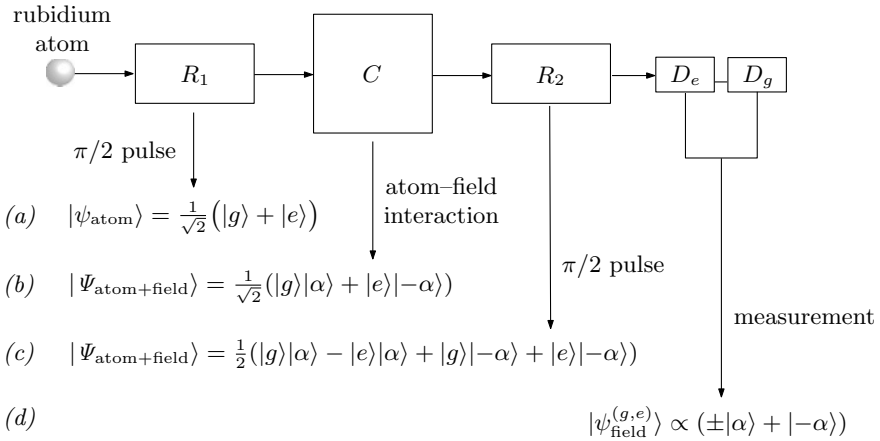 rubidium
atom
R₁
C
R₂
Dₑ
D_g
π/2 pulse
atom–field
interaction
(a) |ψ_atom⟩ = 1/√2 (|g⟩ + |e⟩)
π/2 pulse
(b) |Ψ_atom+field⟩ = 1/√2 (|g⟩|α⟩ + |e⟩|−α⟩)
measurement
(c) |Ψ_atom+field⟩ = 1/2 (|g⟩|α⟩ − |e⟩|α⟩ + |g⟩|−α⟩ + |e⟩|−α⟩)
(d) |ψ_field^(g,e)⟩ ∝ (±|α⟩ + |−α⟩)